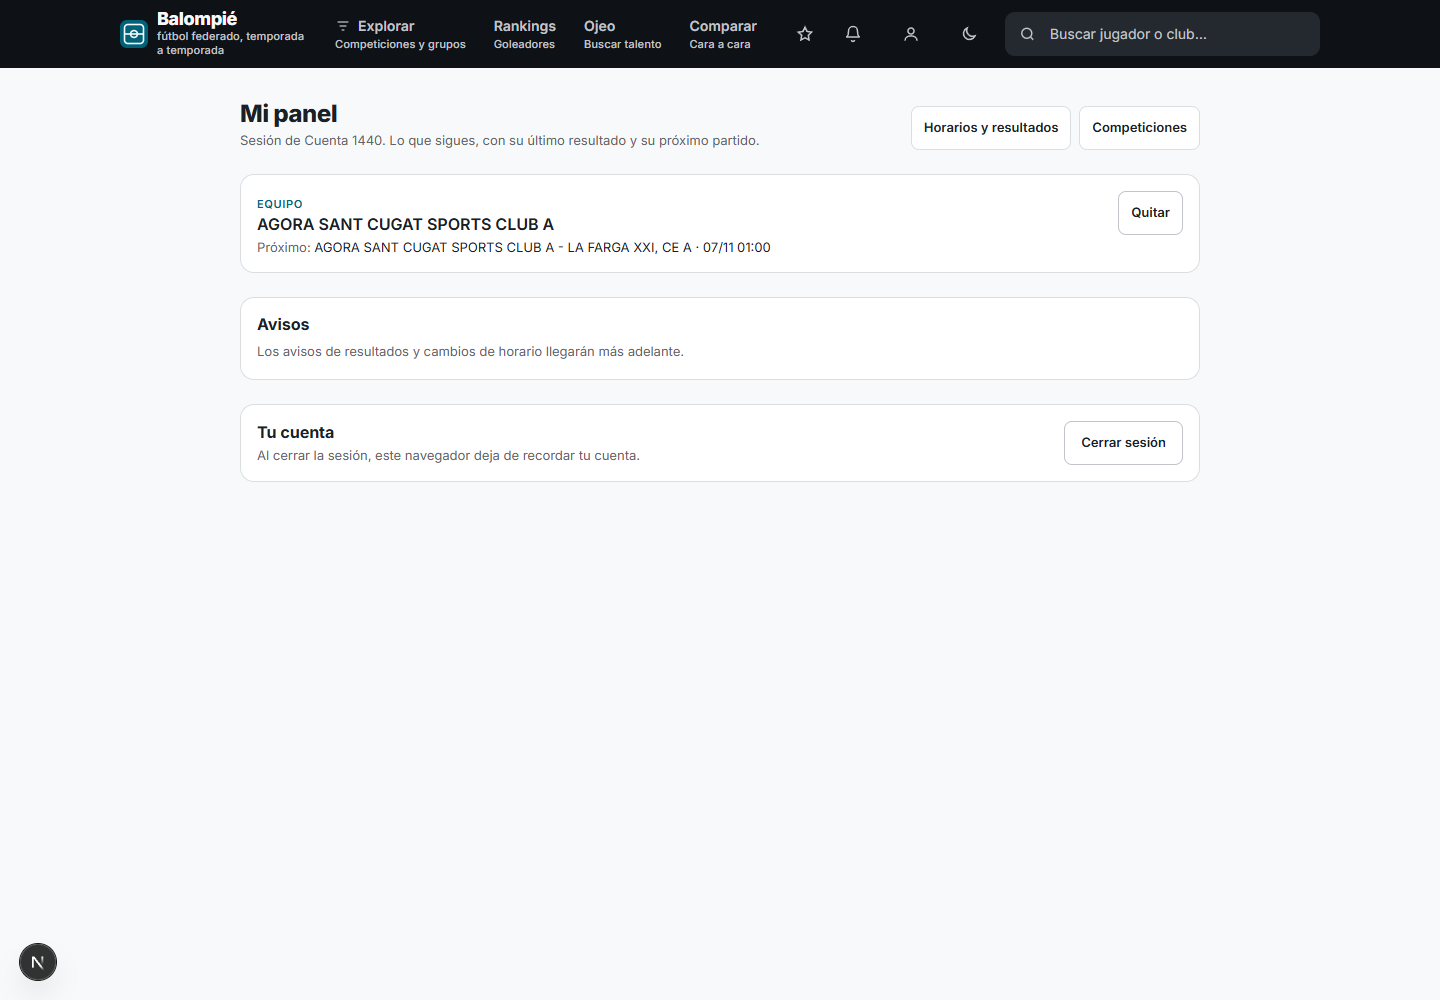 Balompié
fútbol federado, temporada
a temporada
Explorar
Competiciones y grupos
Rankings
Goleadores
Ojeo
Buscar talento
Comparar
Cara a cara
Buscar jugador o club...
Mi panel
Sesión de Cuenta 1440. Lo que sigues, con su último resultado y su próximo partido.
Horarios y resultados
Competiciones
EQUIPO
AGORA SANT CUGAT SPORTS CLUB A
Próximo: AGORA SANT CUGAT SPORTS CLUB A - LA FARGA XXI, CE A · 07/11 01:00
Quitar
Avisos
Los avisos de resultados y cambios de horario llegarán más adelante.
Tu cuenta
Al cerrar la sesión, este navegador deja de recordar tu cuenta.
Cerrar sesión
N